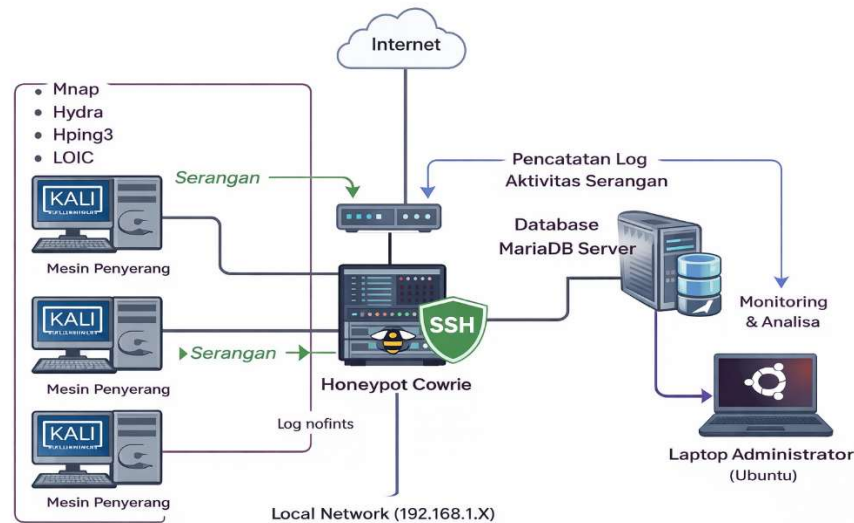 Internet
• Mnap
• Hydra
• Hping3
• LOIC
Serangan
Pencatatan Log
Aktivitas Serangan
KALI
Mesin Penyerang
Database
MariaDB Server
KALI
Mesin Penyerang
Serangan
SSH
Honeypot Cowrie
Monitoring
& Analisa
KALI
Mesin Penyerang
Log nofints
Laptop Administrator
(Ubuntu)
Local Network (192.168.1.X)